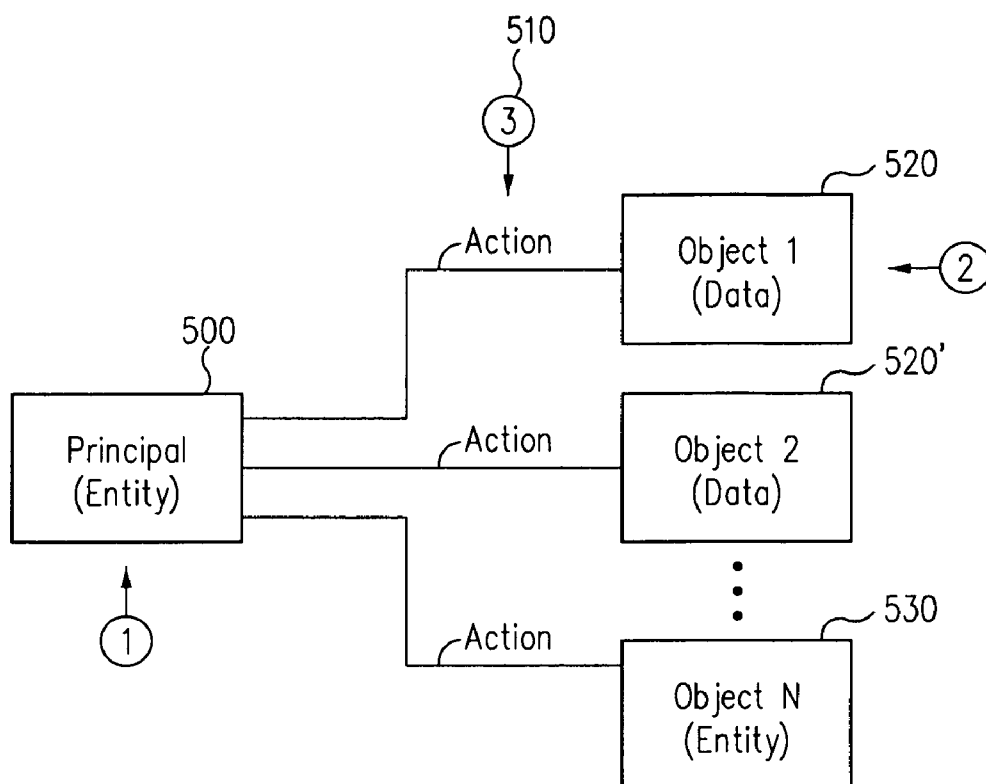 510
3
520
Action
Object 1
(Data)
2
500
520'
Principal
(Entity)
Action
Object 2
(Data)
1
530
Action
Object N
(Entity)